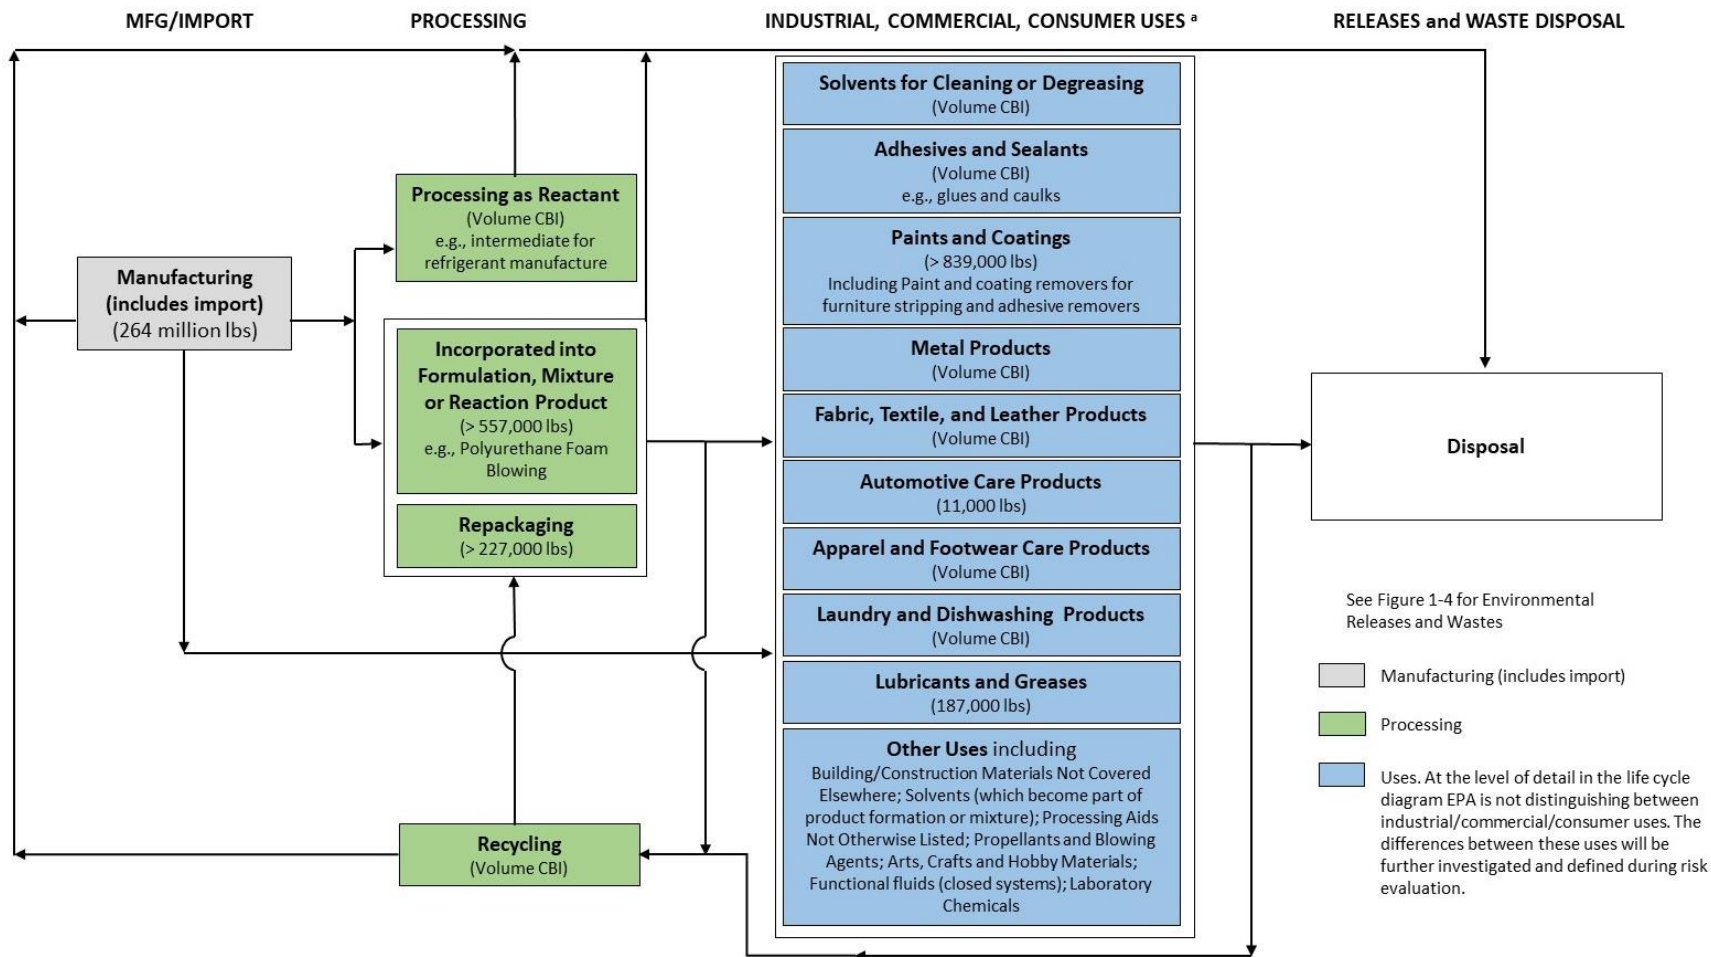 MFG/IMPORT
PROCESSING
INDUSTRIAL, COMMERCIAL, CONSUMER USES ᵃ
RELEASES and WASTE DISPOSAL
Manufacturing
(includes import)
(264 million lbs)
Processing as Reactant
(Volume CBI)
e.g., intermediate for
refrigerant manufacture
Incorporated into
Formulation, Mixture
or Reaction Product
(> 557,000 lbs)
e.g., Polyurethane Foam
Blowing
Repackaging
(> 227,000 lbs)
Recycling
(Volume CBI)
Solvents for Cleaning or Degreasing
(Volume CBI)
Adhesives and Sealants
(Volume CBI)
e.g., glues and caulks
Paints and Coatings
(> 839,000 lbs)
Including Paint and coating removers for
furniture stripping and adhesive removers
Metal Products
(Volume CBI)
Fabric, Textile, and Leather Products
(Volume CBI)
Automotive Care Products
(11,000 lbs)
Apparel and Footwear Care Products
(Volume CBI)
Laundry and Dishwashing Products
(Volume CBI)
Lubricants and Greases
(187,000 lbs)
Other Uses including
Building/Construction Materials Not Covered
Elsewhere; Solvents (which become part of
product formation or mixture); Processing Aids
Not Otherwise Listed; Propellants and Blowing
Agents; Arts, Crafts and Hobby Materials;
Functional fluids (closed systems); Laboratory
Chemicals
Disposal
See Figure 1-4 for Environmental
Releases and Wastes
Manufacturing (includes import)
Processing
Uses. At the level of detail in the life cycle
diagram EPA is not distinguishing between
industrial/commercial/consumer uses. The
differences between these uses will be
further investigated and defined during risk
evaluation.